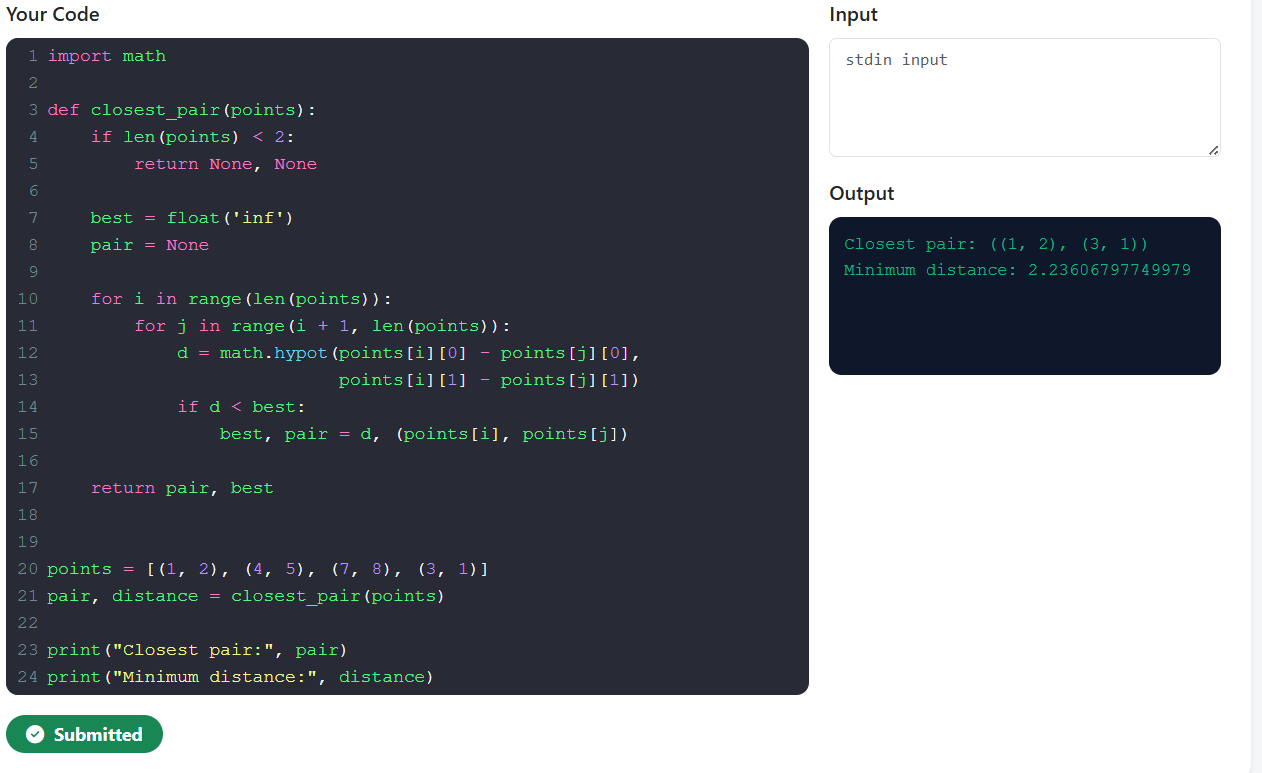 Your Code
1 import math
2
3 def closest_pair(points):
4     if len(points) < 2:
5         return None, None
6
7     best = float('inf')
8     pair = None
9
10     for i in range(len(points)):
11         for j in range(i + 1, len(points)):
12             d = math.hypot(points[i][0] - points[j][0],
13                            points[i][1] - points[j][1])
14             if d < best:
15                 best, pair = d, (points[i], points[j])
16
17     return pair, best
18
19
20 points = [(1, 2), (4, 5), (7, 8), (3, 1)]
21 pair, distance = closest_pair(points)
22
23 print("Closest pair:", pair)
24 print("Minimum distance:", distance)
Submitted
Input
stdin input
Output
Closest pair: ((1, 2), (3, 1))
Minimum distance: 2.23606797749979